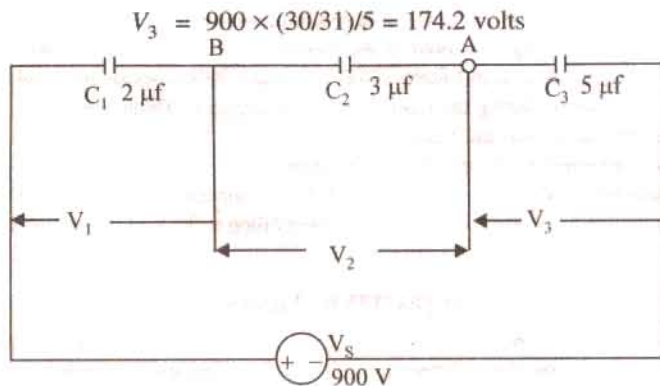 V₃ = 900 × (30/31)/5 = 174.2 volts
B
A
C₁ 2 μf
C₂ 3 μf
C₃ 5 μf
V₁
V₂
V₃
+ −
V_S
900 V